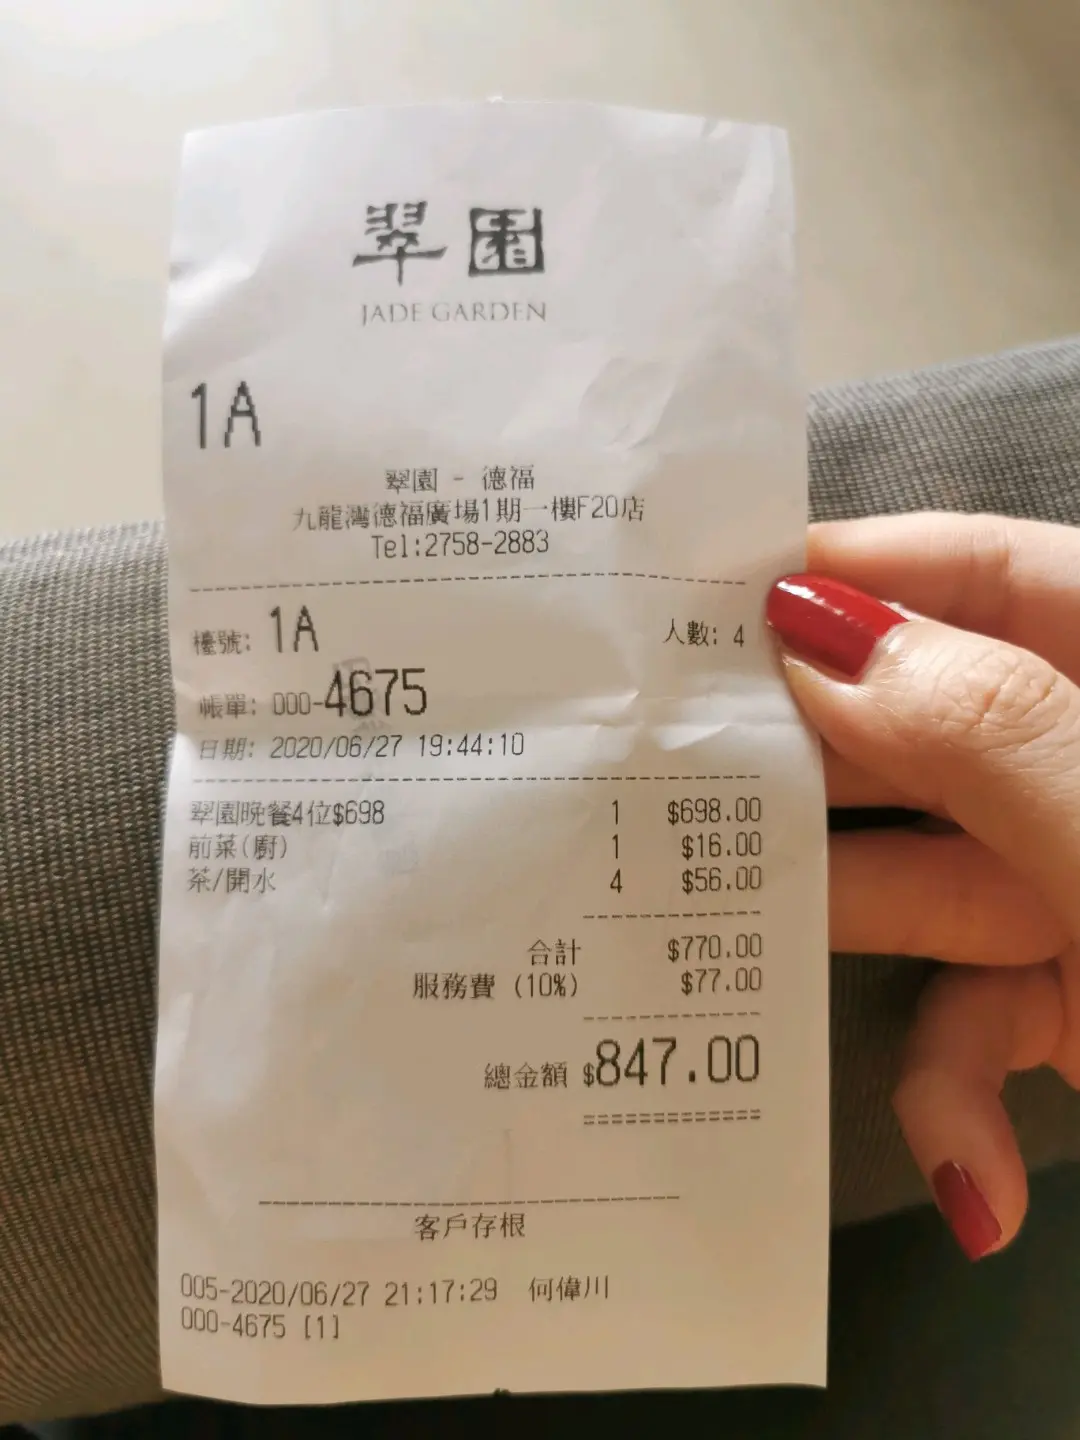 翠園
JADE GARDEN
1A
翠園 - 德福
九龍灣德福廣場1期一樓F20店
Tel:2758-2883
檯號: 1A 人數: 4
帳單: 000-4675
日期: 2020/06/27 19:44:10
翠園晚餐4位$698 1 $698.00
前菜(廚) 1 $16.00
茶/開水 4 $56.00
合計 $770.00
服務費 (10%) $77.00
總金額 $847.00
客戶存根
005-2020/06/27 21:17:29 何偉川
000-4675 [1]